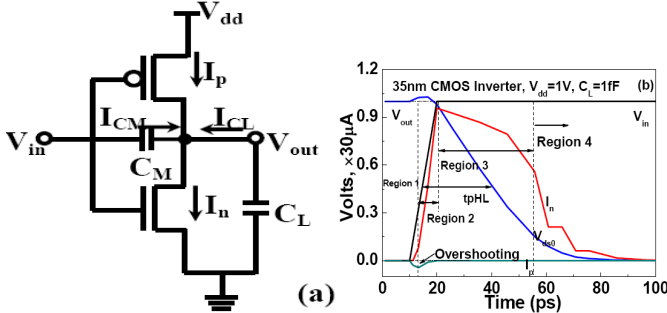 V_dd
I_p
I_CM
I_CL
V_in
V_out
C_M
I_n
C_L
(a)
35nm CMOS Inverter, V_dd=1V, C_L=1fF
(b)
Volts, ×30μA
1.2
0.9
0.6
0.3
0.0
V_out
V_in
Region 4
Region 3
Region 1
tpHL
I_n
Region 2
V_ds0
Overshooting
I_p
0
20
40
60
80
100
Time (ps)